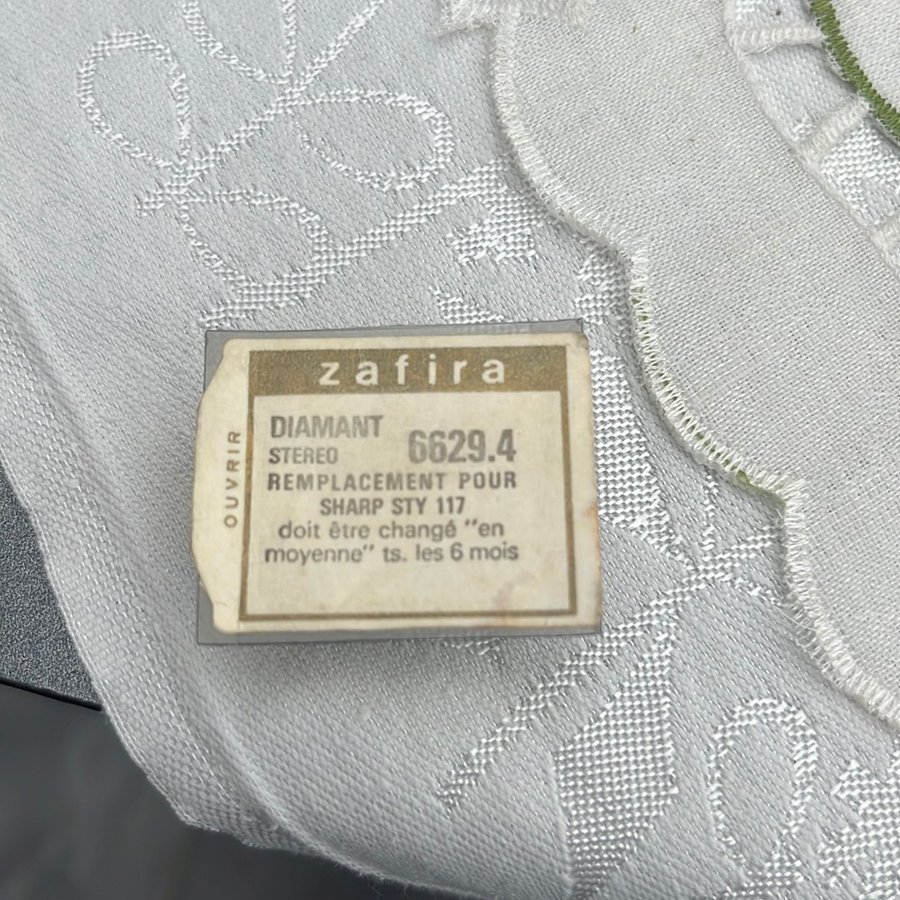 zafira
OUVRIR
DIAMANT
STEREO 6629.4
REMPLACEMENT POUR
SHARP STY 117
doit être changé "en
moyenne" ts. les 6 mois